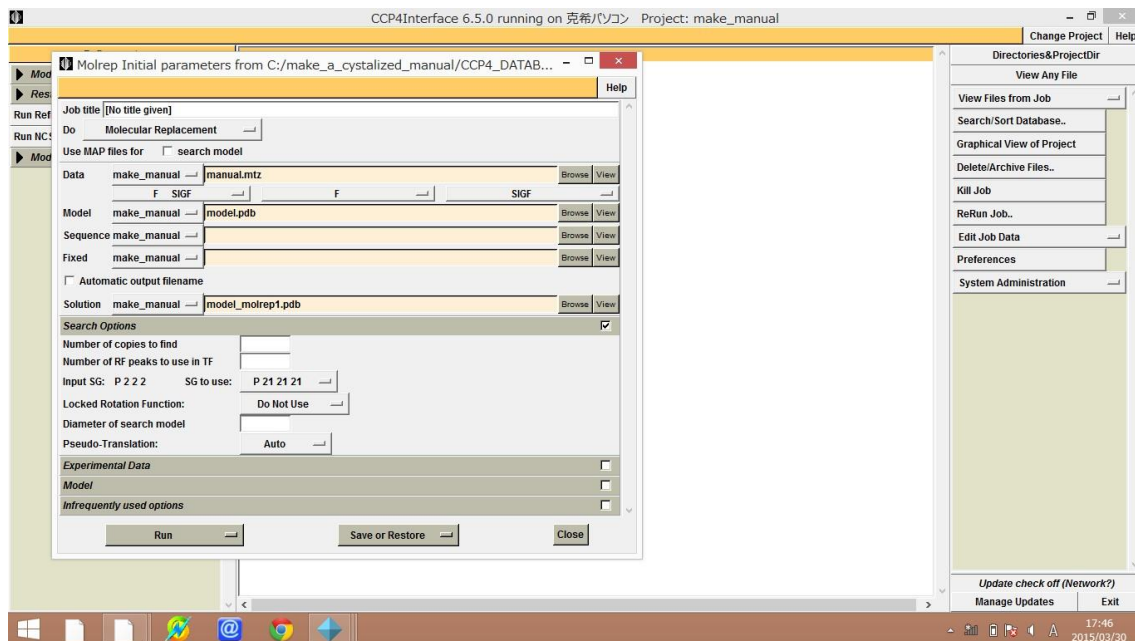 CCP4Interface 6.5.0 running on 克希パソコン Project: make_manual
Change Project Help
Directories&ProjectDir
View Any File
View Files from Job
Search/Sort Database..
Graphical View of Project
Delete/Archive Files..
Kill Job
ReRun Job..
Edit Job Data
Preferences
System Administration
Update check off (Network?)
Manage Updates Exit
Run Ref
Run NCS
Molrep Initial parameters from C:/make_a_cystalized_manual/CCP4_DATAB...
Help
Job title [No title given]
Do Molecular Replacement
Use MAP files for search model
Data make_manual manual.mtz Browse View
F SIGF F SIGF
Model make_manual model.pdb Browse View
Sequence make_manual Browse View
Fixed make_manual Browse View
Automatic output filename
Solution make_manual model_molrep1.pdb Browse View
Search Options
Number of copies to find
Number of RF peaks to use in TF
Input SG: P 2 2 2 SG to use: P 21 21 21
Locked Rotation Function: Do Not Use
Diameter of search model
Pseudo-Translation: Auto
Experimental Data
Model
Infrequently used options
Run Save or Restore Close
A 17:46
2015/03/30